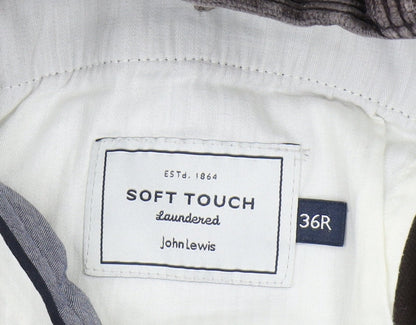 ESTd. 1864
SOFT TOUCH
Laundered
John Lewis
36R